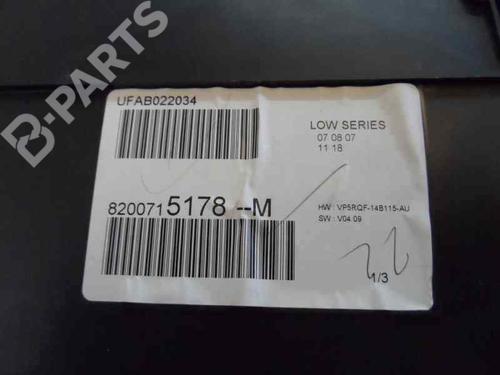 B-PARTS
UFAB022034
LOW SERIES
07 08 07
11 18
8200715178 --M
HW : VP5RQF-14B115-AU
SW : V04.09
1/3